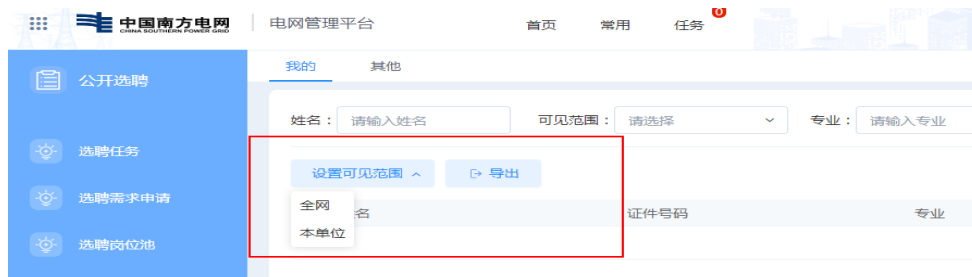 中国南方电网 电网管理平台 首页 常用 任务 0
CHINA SOUTHERN POWER GRID
公开选聘 我的 其他
姓名： 请输入姓名 可见范围： 请选择 专业： 请输入专业
选聘任务 设置可见范围 导出
选聘需求申请 全网 名 证件号码 专业
选聘岗位池 本单位